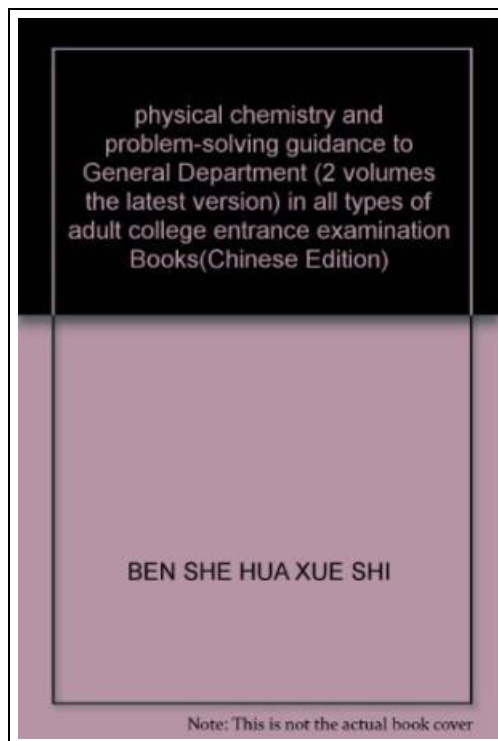 physical chemistry and
problem-solving guidance to
General Department (2 volumes
the latest version) in all types of
adult college entrance examination
Books(Chinese Edition)
BEN SHE HUA XUE SHI
Note: This is not the actual book cover